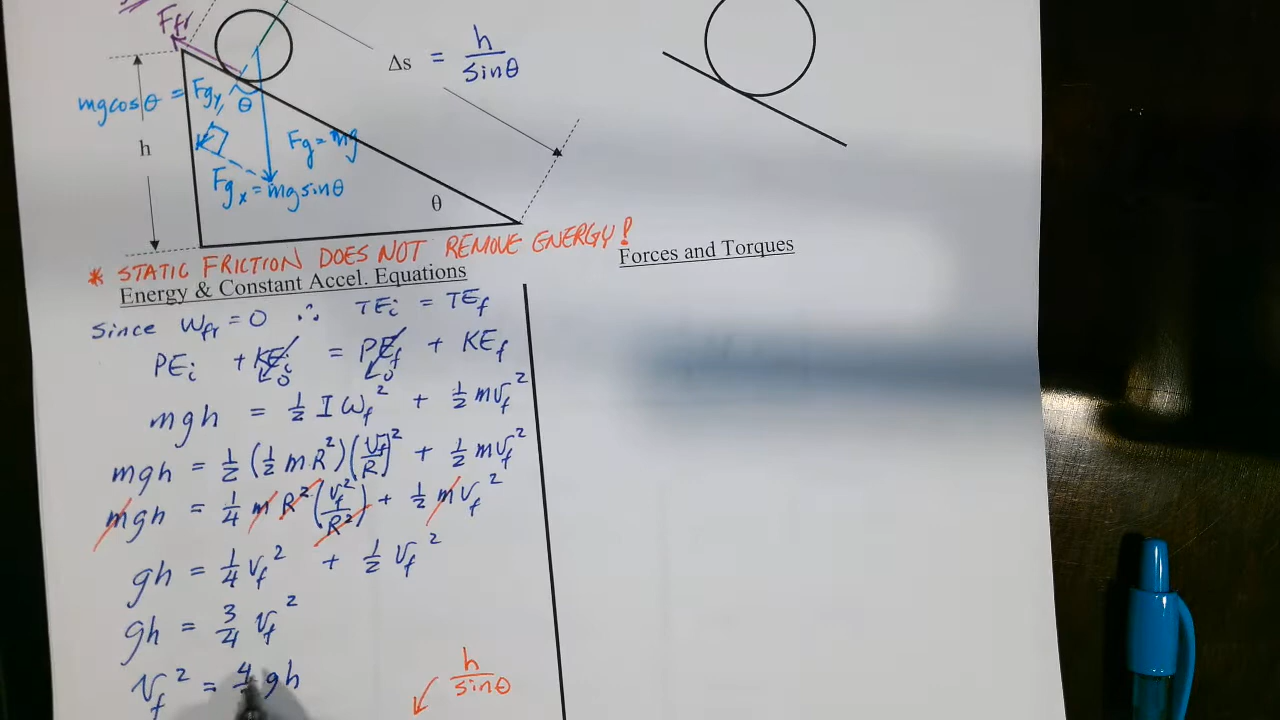 Ffr
Δs = h/sinθ
mgcosθ = Fgy
θ
h
Fg = mg
Fgx = mgsinθ
θ
* STATIC FRICTION DOES NOT REMOVE ENERGY!
Energy & Constant Accel. Equations
Forces and Torques
Since Wfr = 0 ∴ TEi = TEf
PEi + KEi = PEf + KEf
0 0
mgh = 1/2 I ωf² + 1/2 mvf²
mgh = 1/2 (1/2 mR²)(vf/R)² + 1/2 mvf²
mgh = 1/4 m R² (vf²/R²) + 1/2 m vf²
gh = 1/4 vf² + 1/2 vf²
gh = 3/4 vf²
h/sinθ
vf² = 4 gh